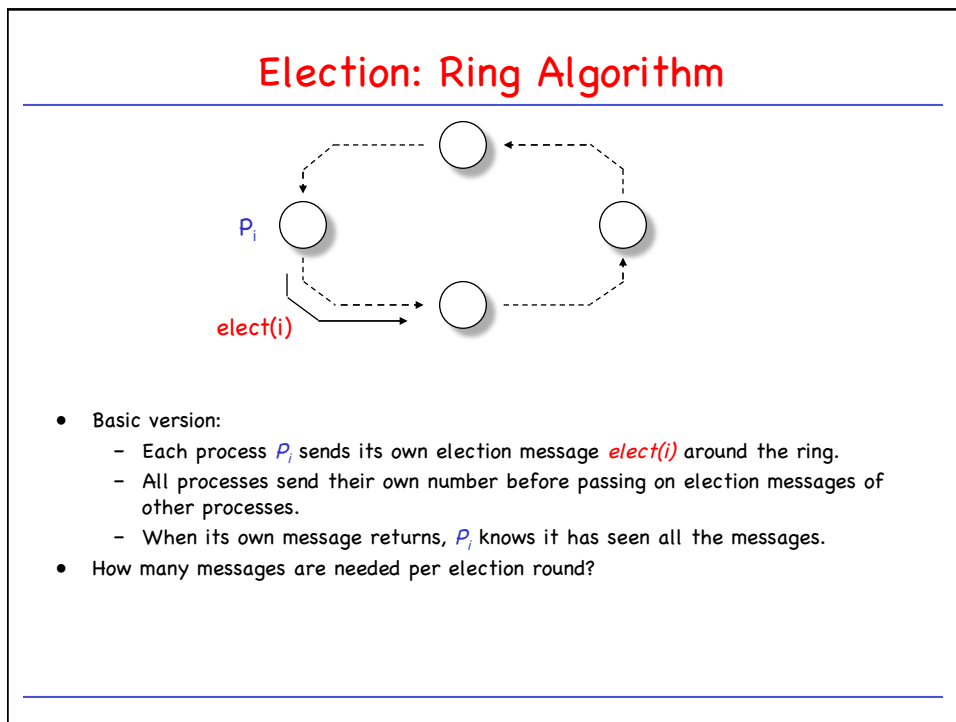 Election: Ring Algorithm
Pi
elect(i)
• Basic version:
– Each process Pi sends its own election message elect(i) around the ring.
– All processes send their own number before passing on election messages of
other processes.
– When its own message returns, Pi knows it has seen all the messages.
• How many messages are needed per election round?